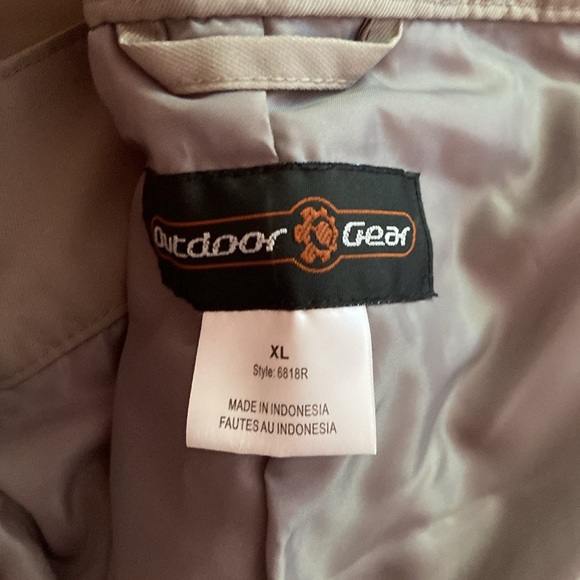 Outdoor Gear
XL
Style: 6818R
MADE IN INDONESIA
FAUTES AU INDONESIA